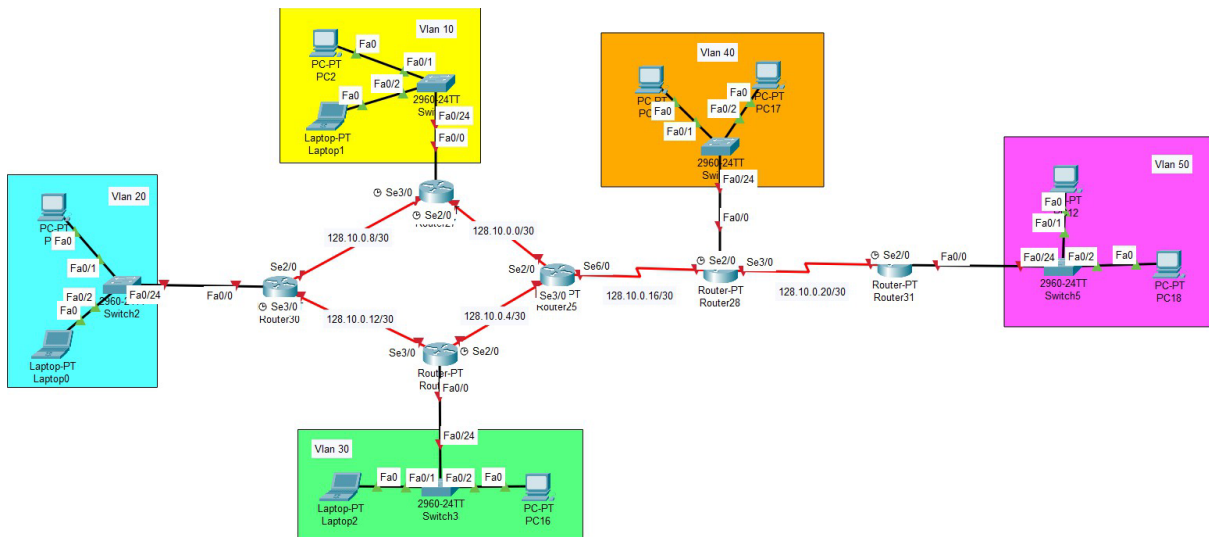 Vlan 10
Fa0
PC-PT
PC2
Fa0/1
Fa0/2
Fa0
2960-24TT
Laptop-PT
Laptop1
Fa0/24
Fa0/0
Se3/0
Se2/0
Vlan 40
PC-PT
Fa0
Fa0/1
Fa0
Fa0/2
PC-PT
PC17
2960-24TT
Fa0/24
Fa0/0
Vlan 50
Fa0
Fa0/1
Fa0/24
Fa0/2
Fa0
2960-24TT
Switch5
PC-PT
PC18
Vlan 20
PC-PT
Fa0
Fa0/1
Fa0/2
Fa0
Fa0/24
Switch2
Laptop-PT
Laptop0
Fa0/0
Se2/0
Se3/0
Router30
128.10.0.8/30
128.10.0.0/30
128.10.0.12/30
128.10.0.4/30
Se2/0
Se6/0
Se3/0
Router25
128.10.0.16/30
Se2/0
Se3/0
Router-PT
Router28
128.10.0.20/30
Se2/0
Router-PT
Router31
Fa0/0
Se3/0
Se2/0
Router-PT
Fa0/0
Fa0/24
Vlan 30
Fa0
Fa0/1
Fa0/2
Fa0
Laptop-PT
Laptop2
2960-24TT
Switch3
PC-PT
PC16